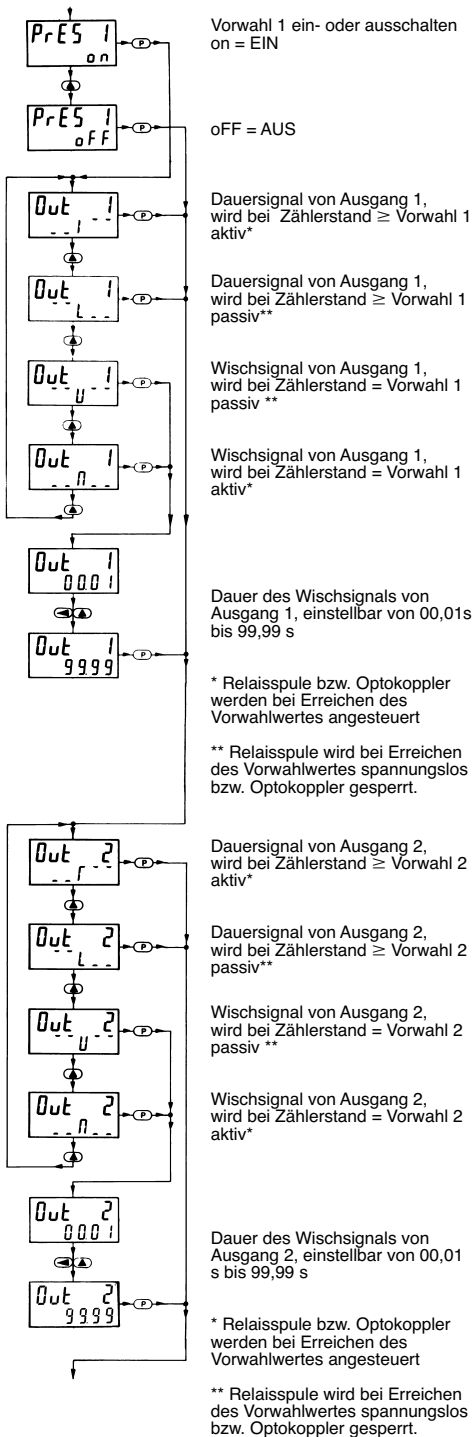 PrES 1
on
P
Vorwahl 1 ein- oder ausschalten
on = EIN
PrES 1
oFF
P
oFF = AUS
Out 1
P
Dauersignal von Ausgang 1,
wird bei Zählerstand ≥ Vorwahl 1
aktiv*
Out 1
P
Dauersignal von Ausgang 1,
wird bei Zählerstand ≥ Vorwahl 1
passiv**
Out 1
P
Wischsignal von Ausgang 1,
wird bei Zählerstand = Vorwahl 1
passiv **
Out 1
P
Wischsignal von Ausgang 1,
wird bei Zählerstand = Vorwahl 1
aktiv*
Out 1
00.01
Out 1
99.99
P
Dauer des Wischsignals von
Ausgang 1, einstellbar von 00,01s
bis 99,99 s
* Relaisspule bzw. Optokoppler
werden bei Erreichen des
Vorwahlwertes angesteuert
** Relaisspule wird bei Erreichen
des Vorwahlwertes spannungslos
bzw. Optokoppler gesperrt.
Out 2
P
Dauersignal von Ausgang 2,
wird bei Zählerstand ≥ Vorwahl 2
aktiv*
Out 2
P
Dauersignal von Ausgang 2,
wird bei Zählerstand ≥ Vorwahl 2
passiv**
Out 2
P
Wischsignal von Ausgang 2,
wird bei Zählerstand = Vorwahl 2
passiv **
Out 2
P
Wischsignal von Ausgang 2,
wird bei Zählerstand = Vorwahl 2
aktiv*
Out 2
00.01
Out 2
99.99
P
Dauer des Wischsignals von
Ausgang 2, einstellbar von 00,01
s bis 99,99 s
* Relaisspule bzw. Optokoppler
werden bei Erreichen des
Vorwahlwertes angesteuert
** Relaisspule wird bei Erreichen
des Vorwahlwertes spannungslos
bzw. Optokoppler gesperrt.